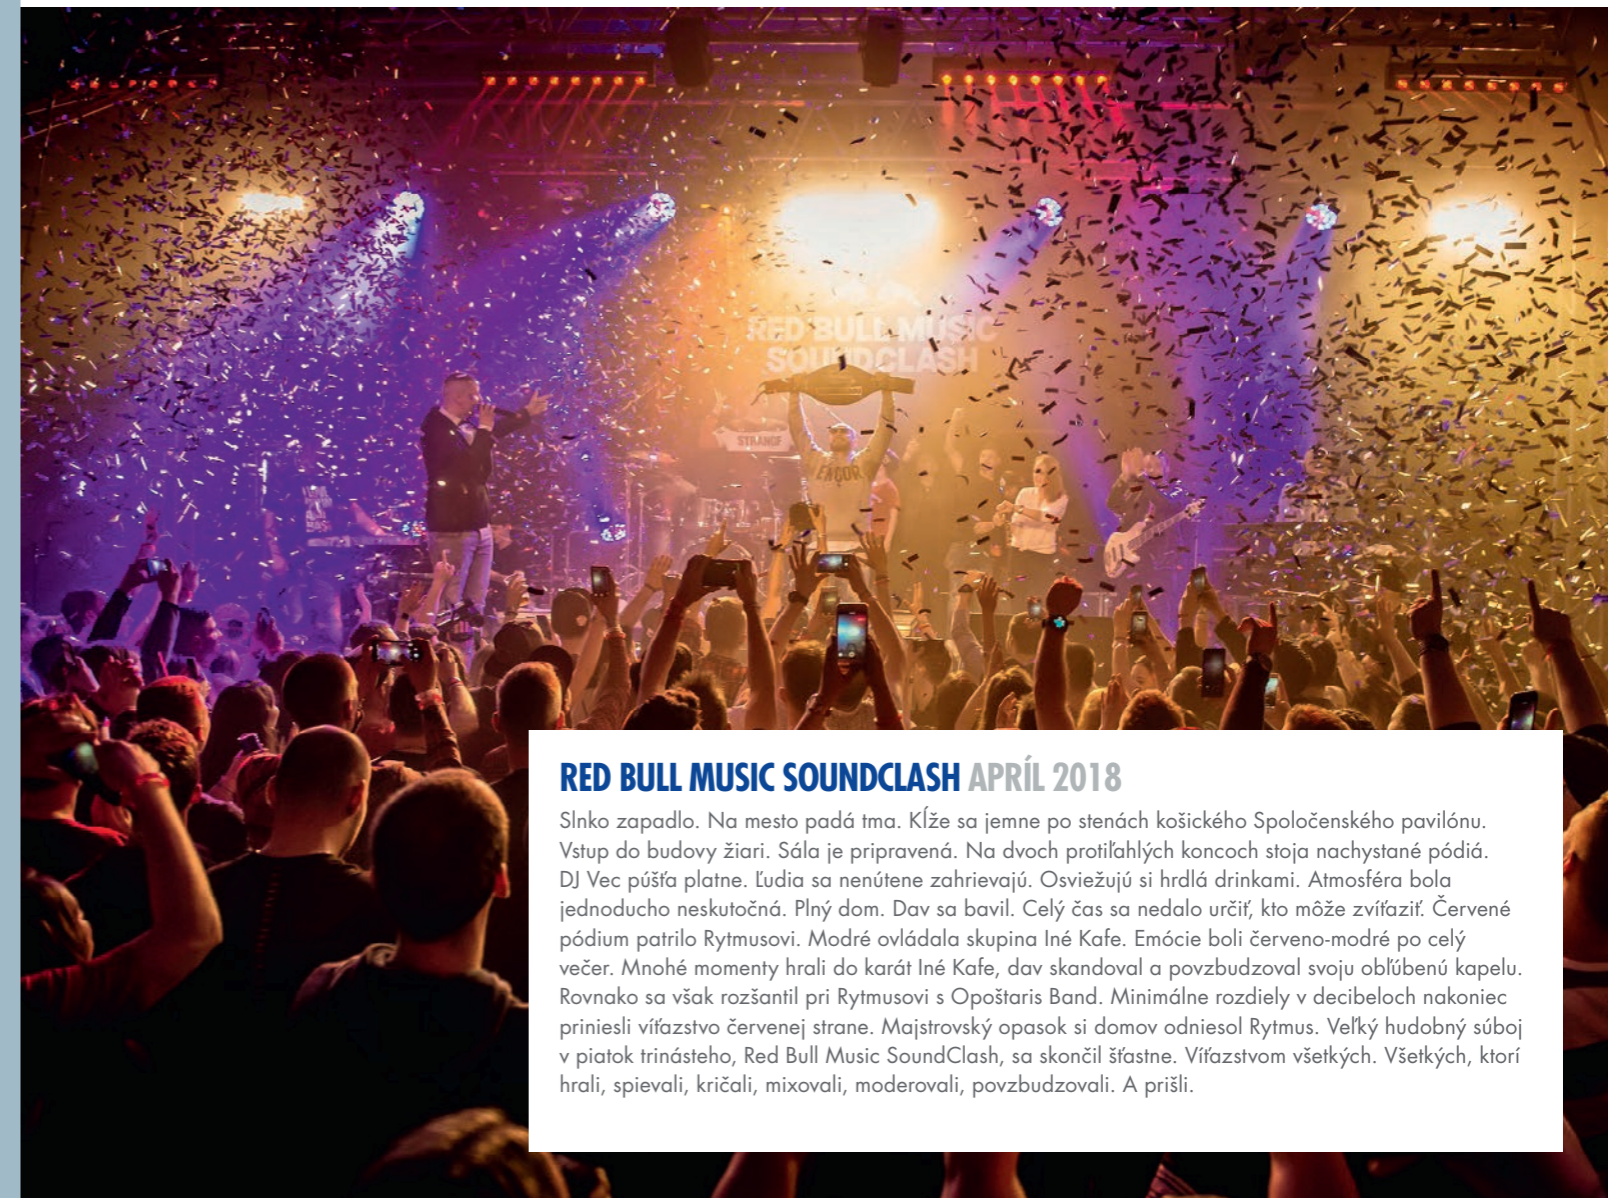 RED BULL MUSIC
SOUNDCLASH
STRANGE
ENCOR
RED BULL MUSIC SOUNDCLASH APRÍL 2018
Slnko zapadlo. Na mesto padá tma. Kĺže sa jemne po stenách košického Spoločenského pavilónu.
Vstup do budovy žiari. Sála je pripravená. Na dvoch protiľahlých koncoch stoja nachystané pódiá.
DJ Vec púšťa platne. Ľudia sa nenútene zahrievajú. Osviežujú si hrdlá drinkami. Atmosféra bola
jednoducho neskutočná. Plný dom. Dav sa bavil. Celý čas sa nedalo určiť, kto môže zvíťaziť. Červené
pódium patrilo Rytmusovi. Modré ovládala skupina Iné Kafe. Emócie boli červeno-modré po celý
večer. Mnohé momenty hrali do karát Iné Kafe, dav skandoval a povzbudzoval svoju obľúbenú kapelu.
Rovnako sa však rozšantil pri Rytmusovi s Opoštaris Band. Minimálne rozdiely v decibeloch nakoniec
priniesli víťazstvo červenej strane. Majstrovský opasok si domov odniesol Rytmus. Veľký hudobný súboj
v piatok trinásteho, Red Bull Music SoundClash, sa skončil šťastne. Víťazstvom všetkých. Všetkých, ktorí
hrali, spievali, kričali, mixovali, moderovali, povzbudzovali. A prišli.